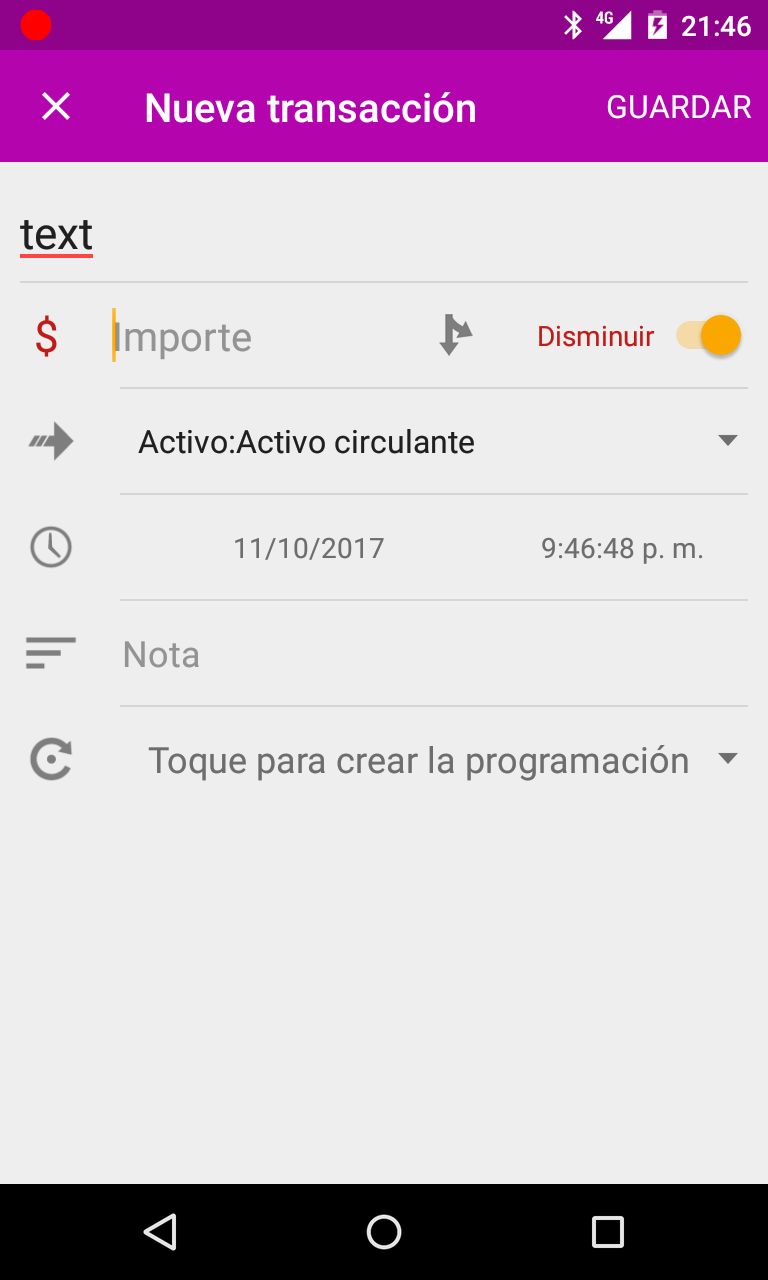 4G 21:46
Nueva transacción GUARDAR
text
$ Importe Disminuir
Activo:Activo circulante
11/10/2017 9:46:48 p. m.
Nota
Toque para crear la programación